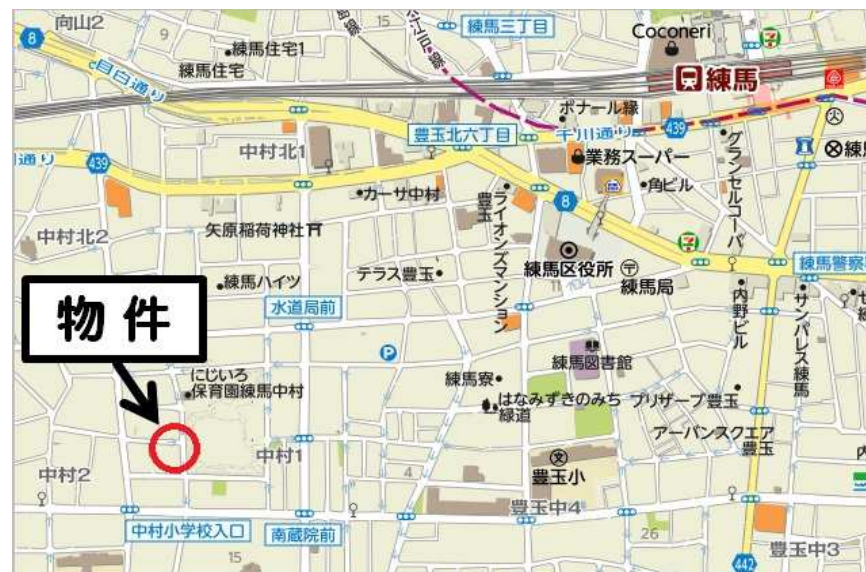 向山2
8
9
練馬住宅1
練馬住宅
目白通り
15
練馬三丁目
Coconeri
練馬
ボナール縁
豊玉北六丁目
千川通り
439
業務スーパー
グランセルコーパ
中村北1
439
カーサ中村
豊玉
ライオンズマンション
8
角ビル
矢原稲荷神社
中村北2
練馬ハイツ
テラス豊玉
練馬区役所
11
練馬局
内野ビル
サンパレス練馬
物件
水道局前
P
練馬図書館
にじいろ
保育園練馬中村
練馬寮
はなみずきのみち
緑道
プリザーブ豊玉
アーバンスクエア
豊玉
中村2
中村1
4
文
豊玉小
豊玉中4
中村小学校入口
南蔵院前
15
26
442
豊玉中3